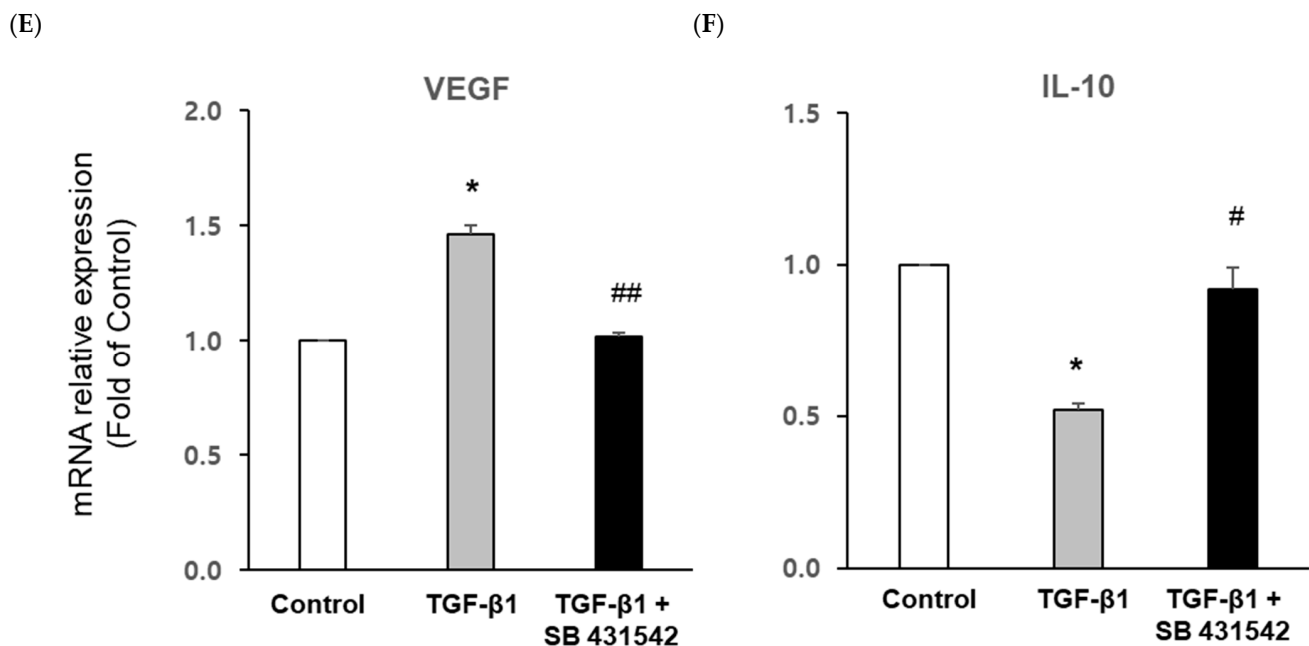 (E)
VEGF
mRNA relative expression
(Fold of Control)
2.0
1.5
1.0
0.5
0.0
*
##
Control
TGF-β1
TGF-β1 +
SB 431542
(F)
IL-10
1.5
1.0
0.5
0.0
*
#
Control
TGF-β1
TGF-β1 +
SB 431542